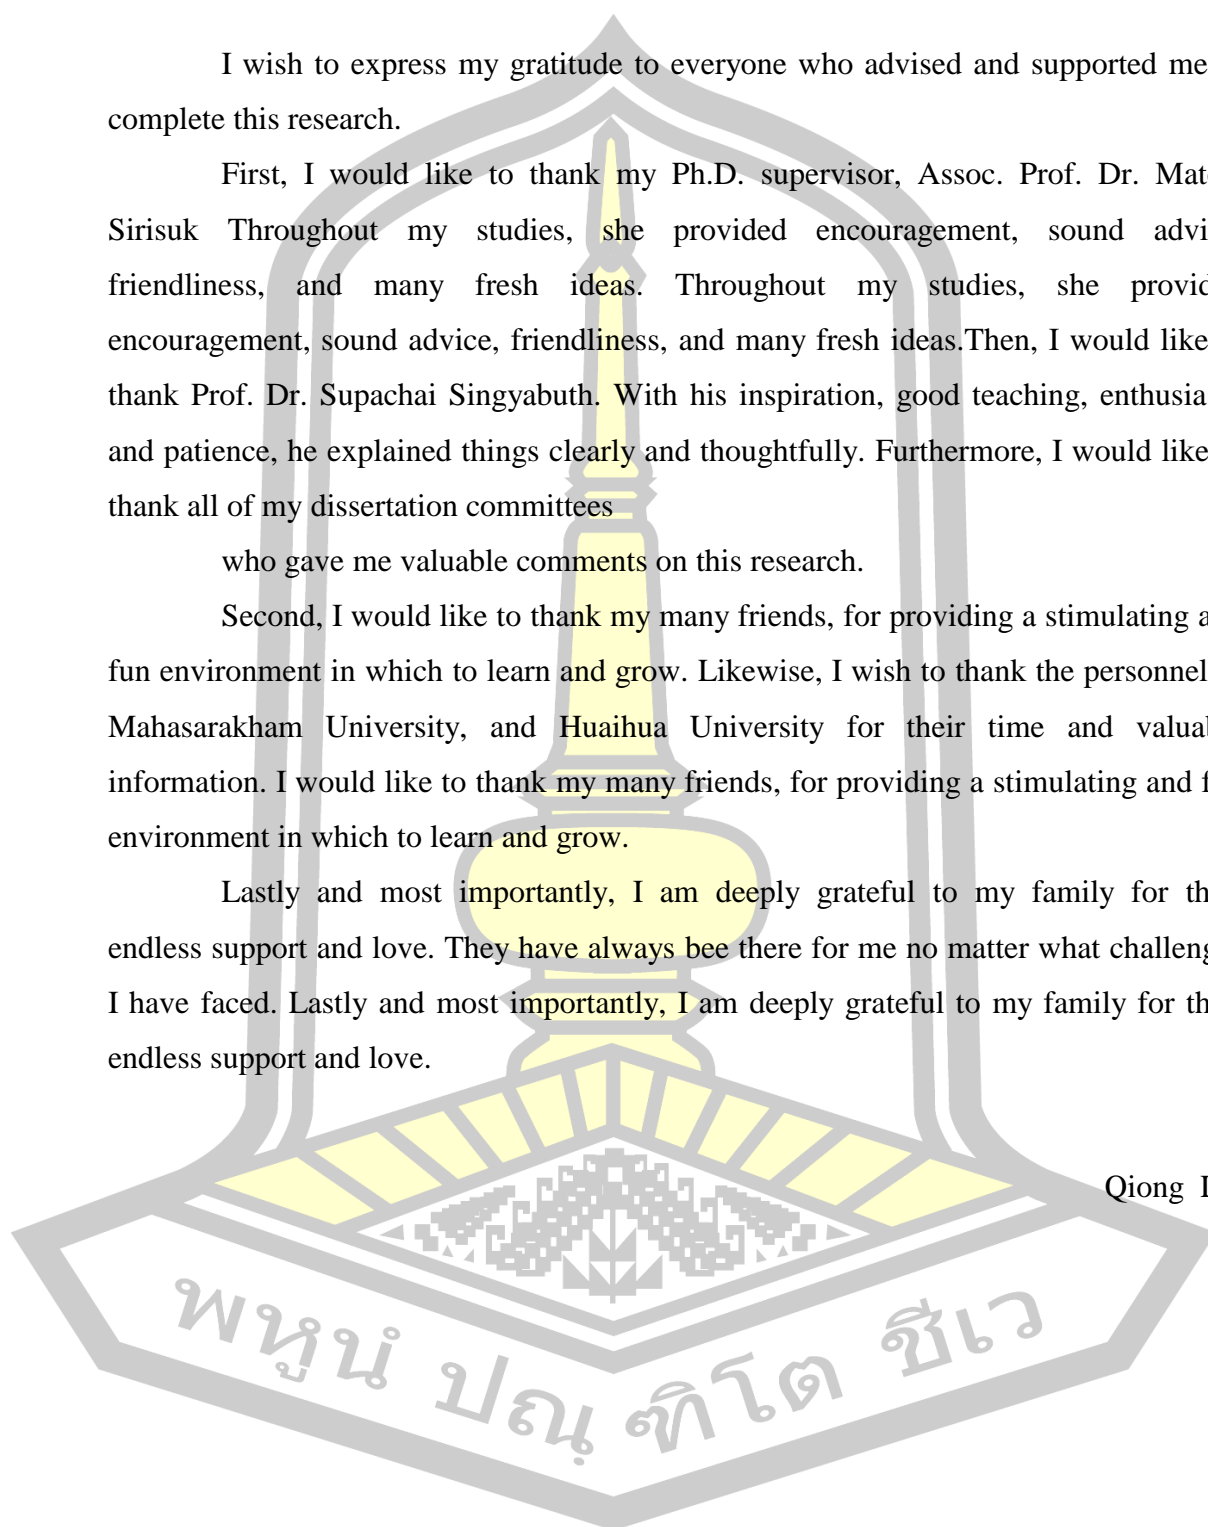 I wish to express my gratitude to everyone who advised and supported me
complete this research.
First, I would like to thank my Ph.D. supervisor, Assoc. Prof. Dr.
Sirisuk Throughout my studies, she provided encouragement, sound
friendliness, and many fresh ideas. Throughout my studies, she
encouragement, sound advice, friendliness, and many fresh ideas.Then, I would like
thank Prof. Dr. Supachai Singyabuth. With his inspiration, good teaching,
and patience, he explained things clearly and thoughtfully. Furthermore, I would like
thank all of my dissertation committees
who gave me valuable comments on this research.
Second, I would like to thank my many friends, for providing a stimulating
fun environment in which to learn and grow. Likewise, I wish to thank the personnel
Mahasarakham University, and Huaihua University for their time and
information. I would like to thank my many friends, for providing a stimulating and
environment in which to learn and grow.
Lastly and most importantly, I am deeply grateful to my family for
endless support and love. They have always bee there for me no matter what
I have faced. Lastly and most importantly, I am deeply grateful to my family for
endless support and love.
Qiong
พหูนํ ปณฺฑิโต ชีเว